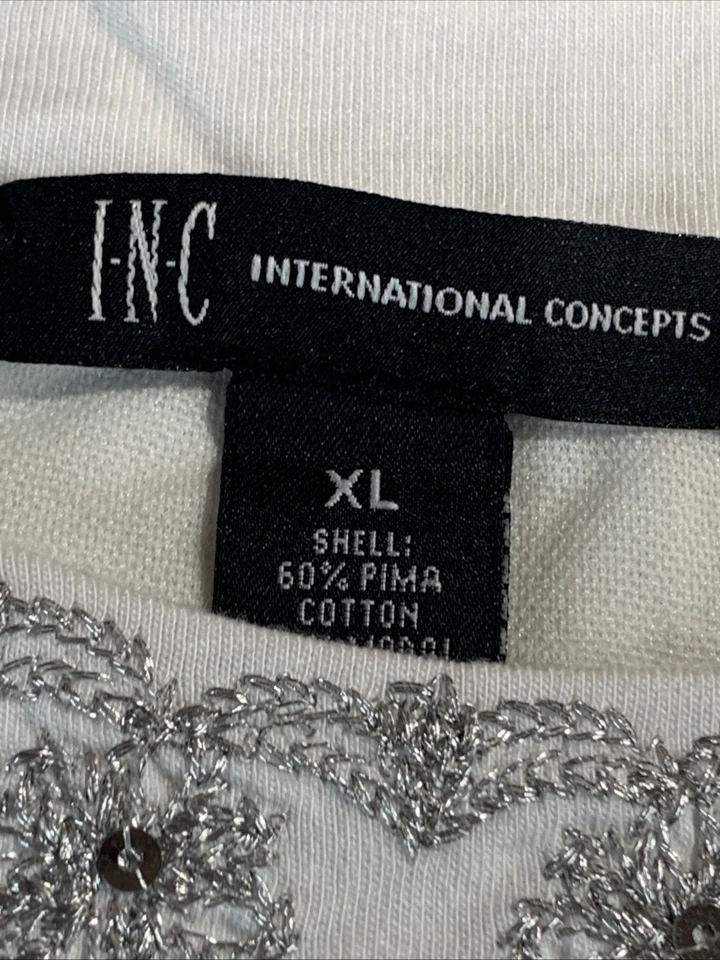 I·N·C INTERNATIONAL CONCEPTS
XL
SHELL:
60% PIMA
COTTON